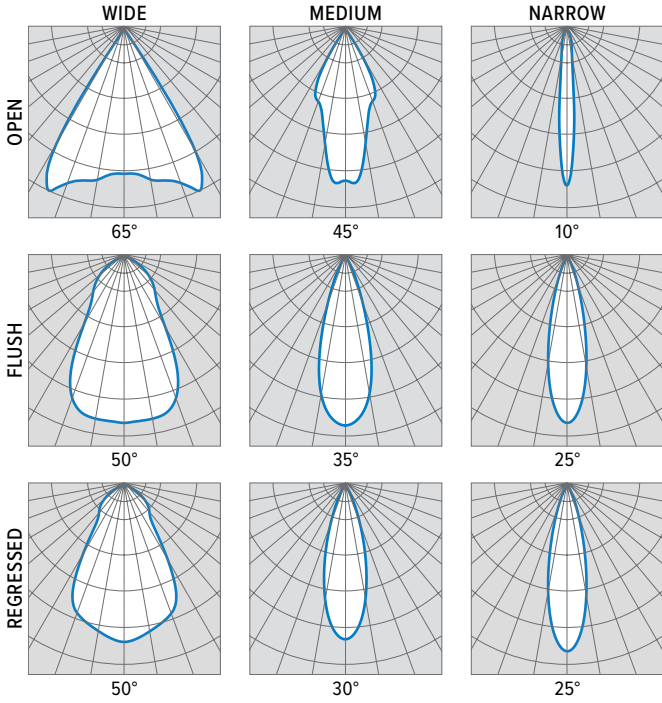 WIDE MEDIUM NARROW
OPEN
65° 45° 10°
FLUSH
50° 35° 25°
REGRESSED
50° 30° 25°